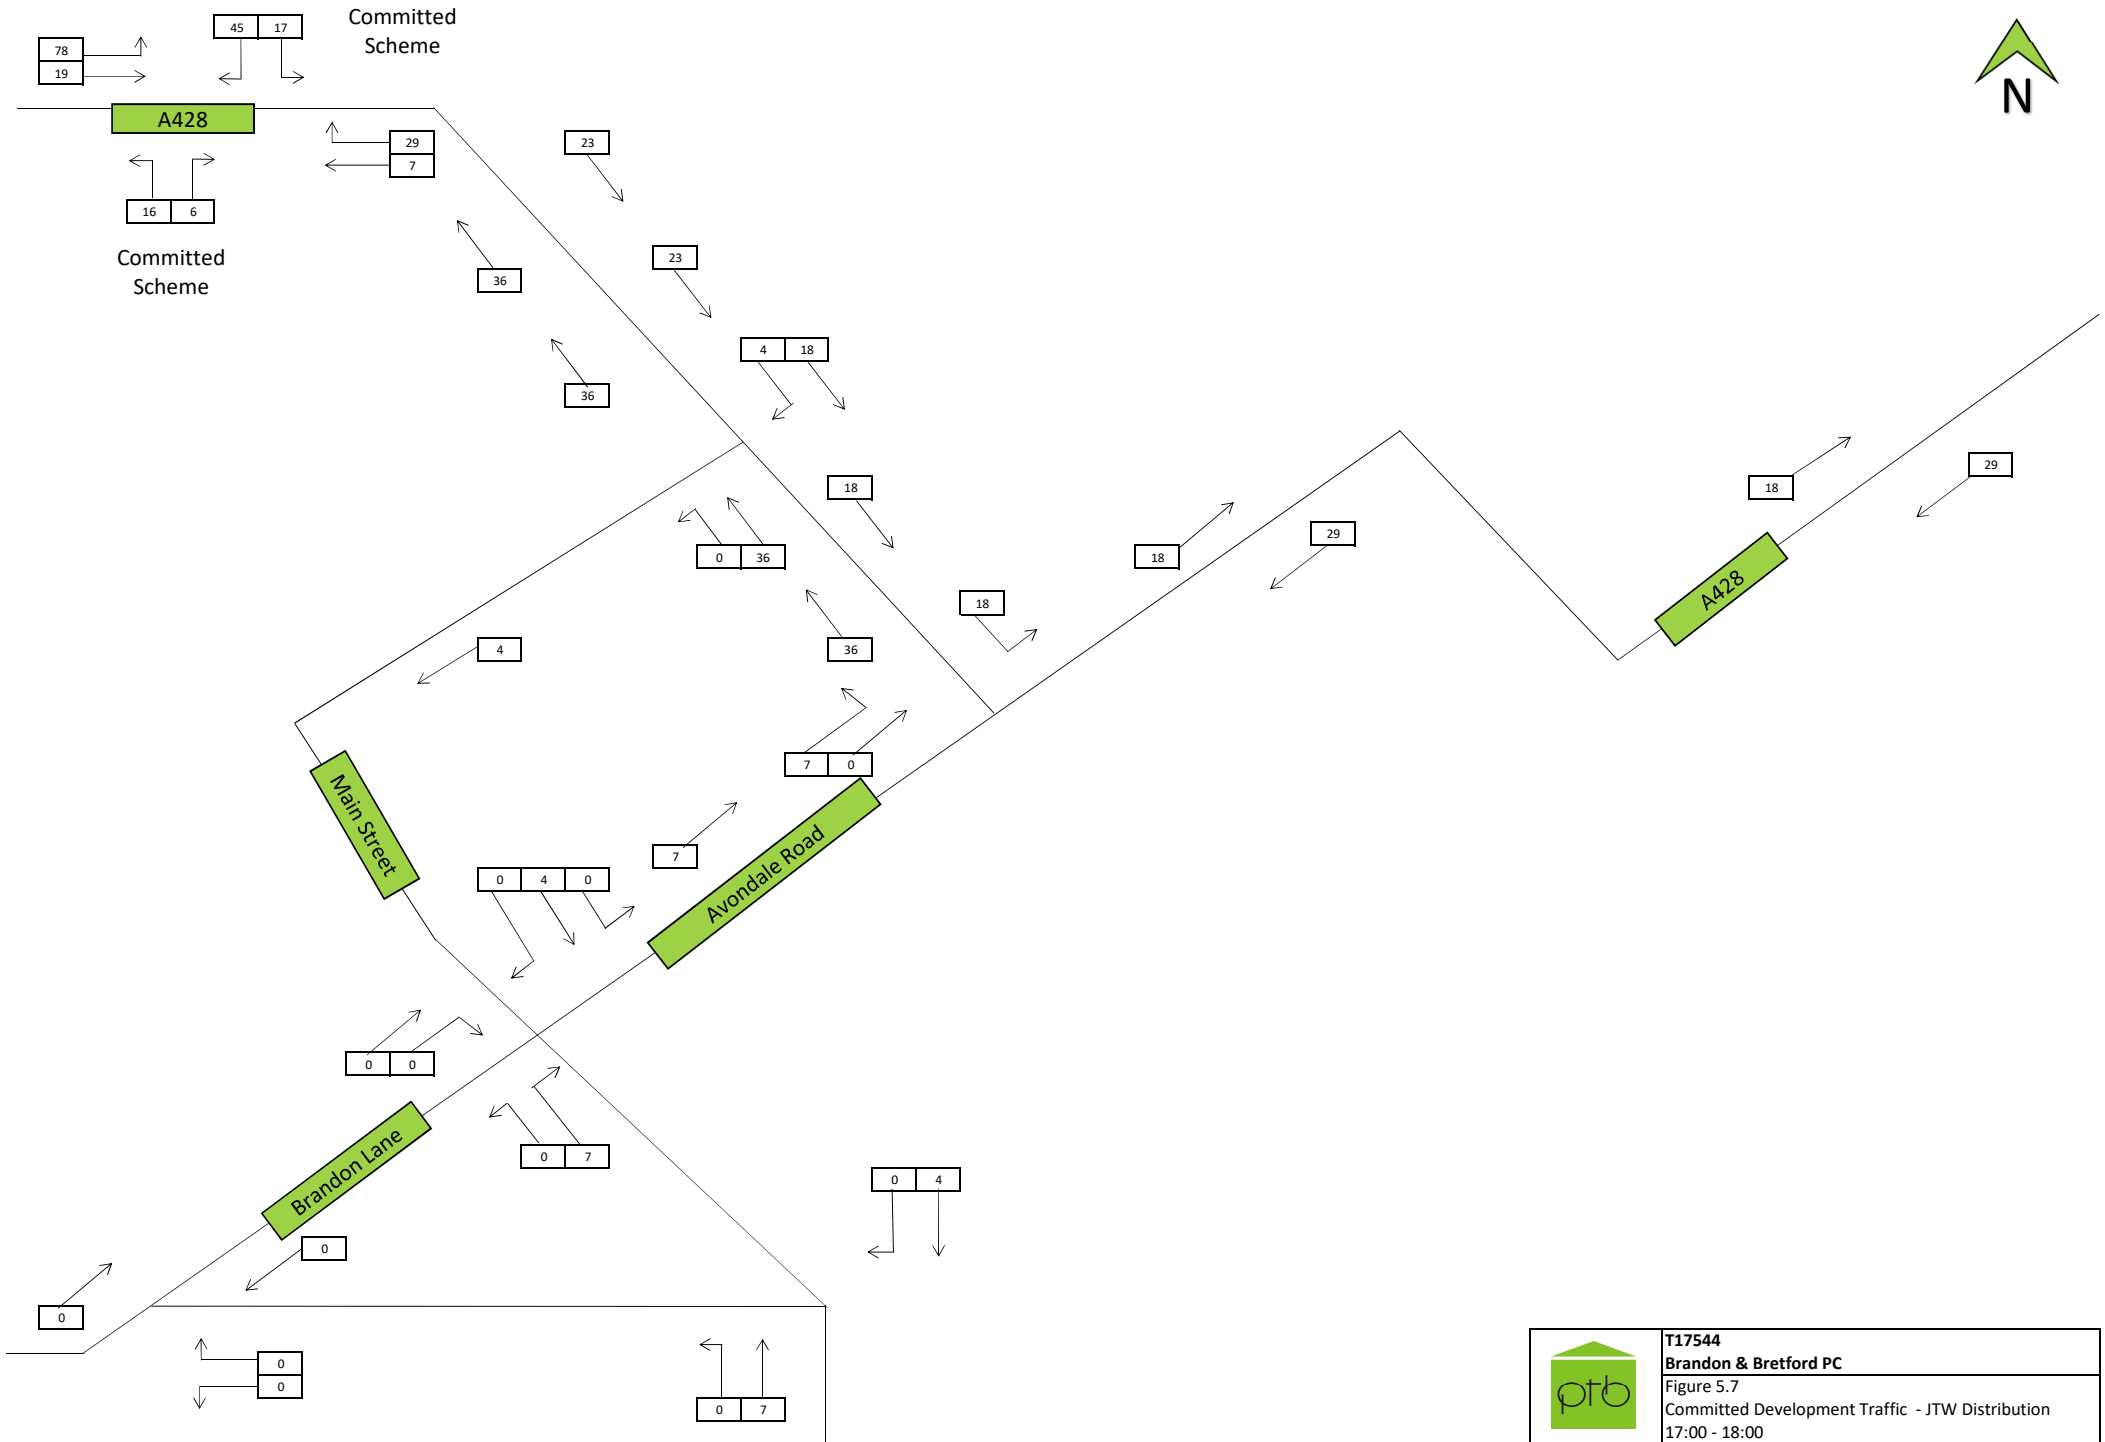 Committed
Scheme
45 17
78
19
A428
29
7
23
16 6
Committed
Scheme
23
36
4 18
36
18
29
18
0 36
29
18
18
A428
4
36
7 0
Main Street
7
Avondale Road
0 4 0
0 0
0 7
Brandon Lane
0 4
0
0
0
0
0 7
N
ptb
T17544
Brandon & Bretford PC
Figure 5.7
Committed Development Traffic - JTW Distribution
17:00 - 18:00